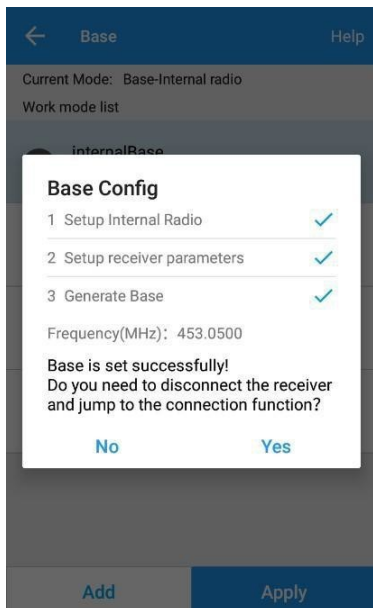 Base
Help
Current Mode: Base-Internal radio
Work mode list
internalBase
Base Config
1 Setup Internal Radio
2 Setup receiver parameters
3 Generate Base
Frequency(MHz): 453.0500
Base is set successfully!
Do you need to disconnect the receiver
and jump to the connection function?
No
Yes
Add
Apply